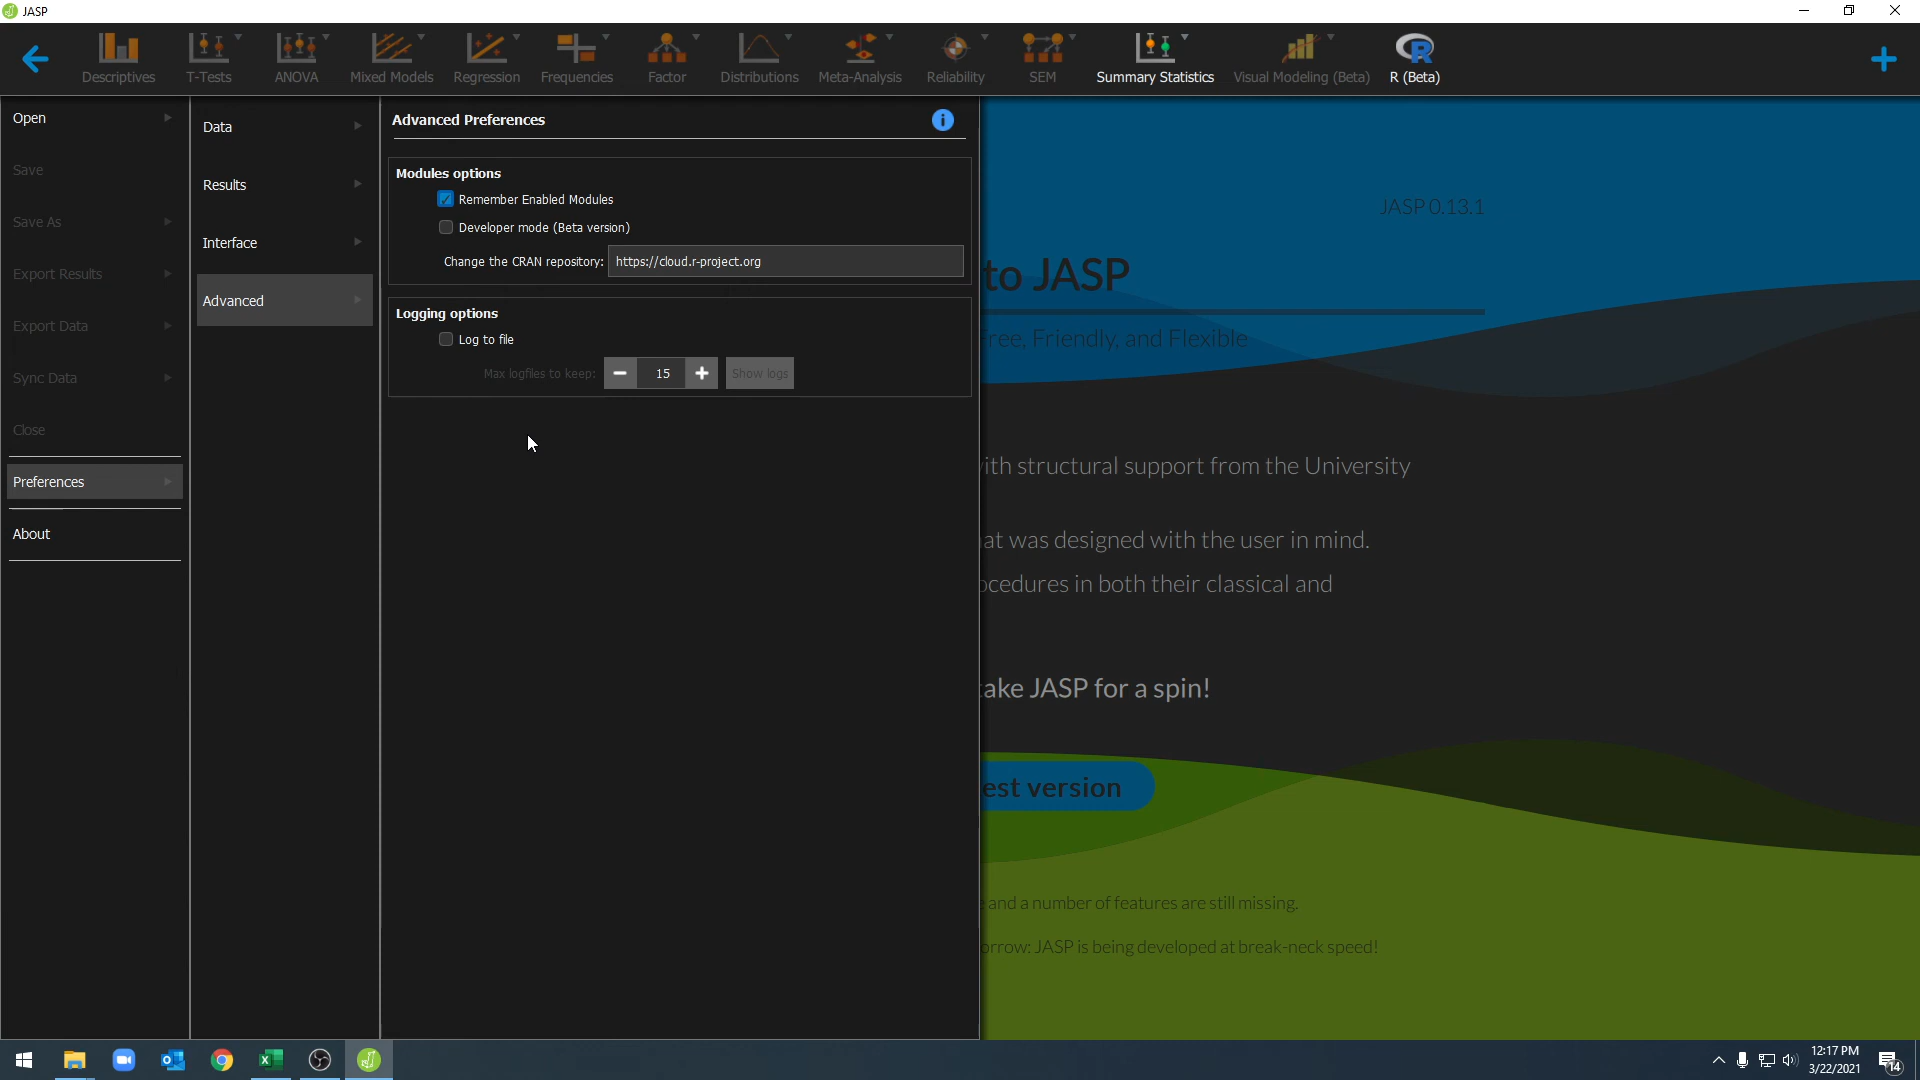 JASP
Descriptives
T-Tests
ANOVA
Mixed Models
Regression
Frequencies
Factor
Distributions
Meta-Analysis
Reliability
SEM
Summary Statistics
Visual Modeling (Beta)
R (Beta)
Open
Save
Save As
Export Results
Export Data
Sync Data
Close
Preferences
About
Data
Results
Interface
Advanced
Advanced Preferences
Modules options
Remember Enabled Modules
Developer mode (Beta version)
Change the CRAN repository: https://cloud.r-project.org
Logging options
Log to file
Max logfiles to keep: 15 Show logs
JASP 0.13.1
to JASP
Free, Friendly, and Flexible
with structural support from the University
at was designed with the user in mind.
ocedures in both their classical and
take JASP for a spin!
est version
and a number of features are still missing.
orrow: JASP is being developed at break-neck speed!
12:17 PM
3/22/2021
14